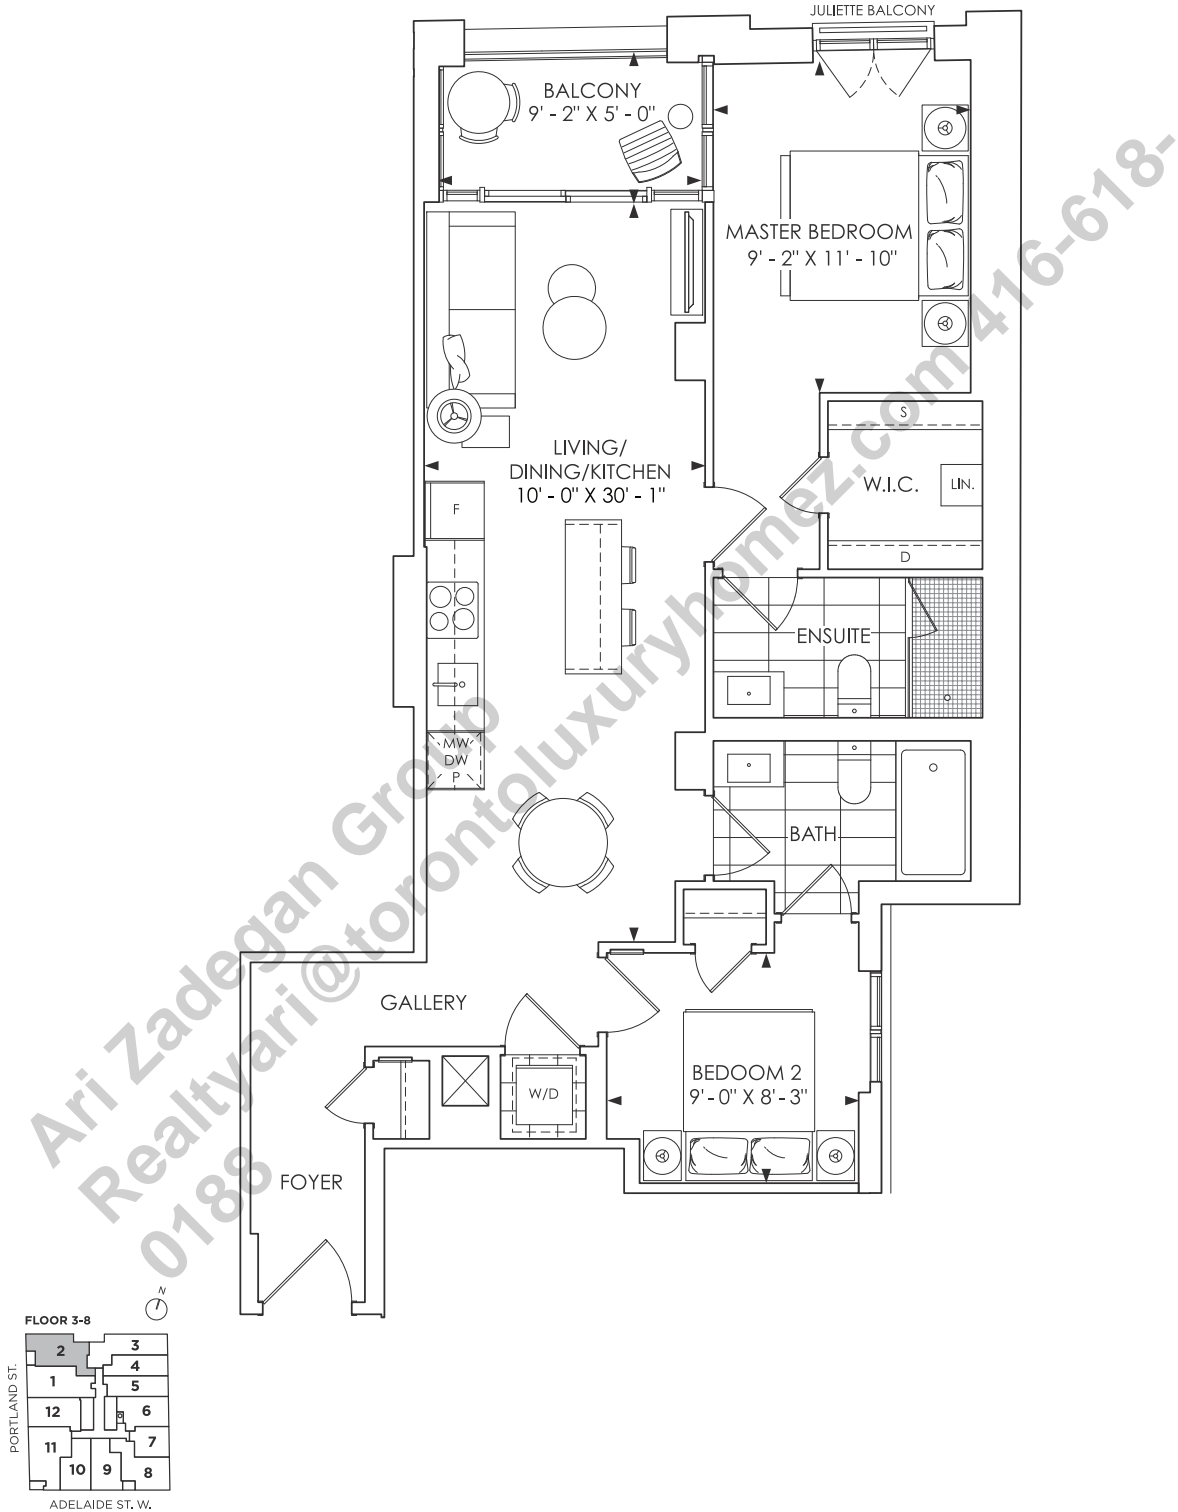 JULIETTE BALCONY
BALCONY
9' - 2" X 5' - 0"
MASTER BEDROOM
9' - 2" X 11' - 10"
LIVING/
DINING/KITCHEN
10' - 0" X 30' - 1"
S
W.I.C.
LIN.
D
F
ENSUITE
MW
DW
P
BATH
GALLERY
W/D
BEDOOM 2
9' - 0" X 8' - 3"
FOYER
Ari Zadegan Group
Realtyari@torontoluxuryhomez.com 416-618-
0188
N
FLOOR 3-8
2
3
4
1
5
12
6
11
7
10
9
8
PORTLAND ST.
ADELAIDE ST. W.